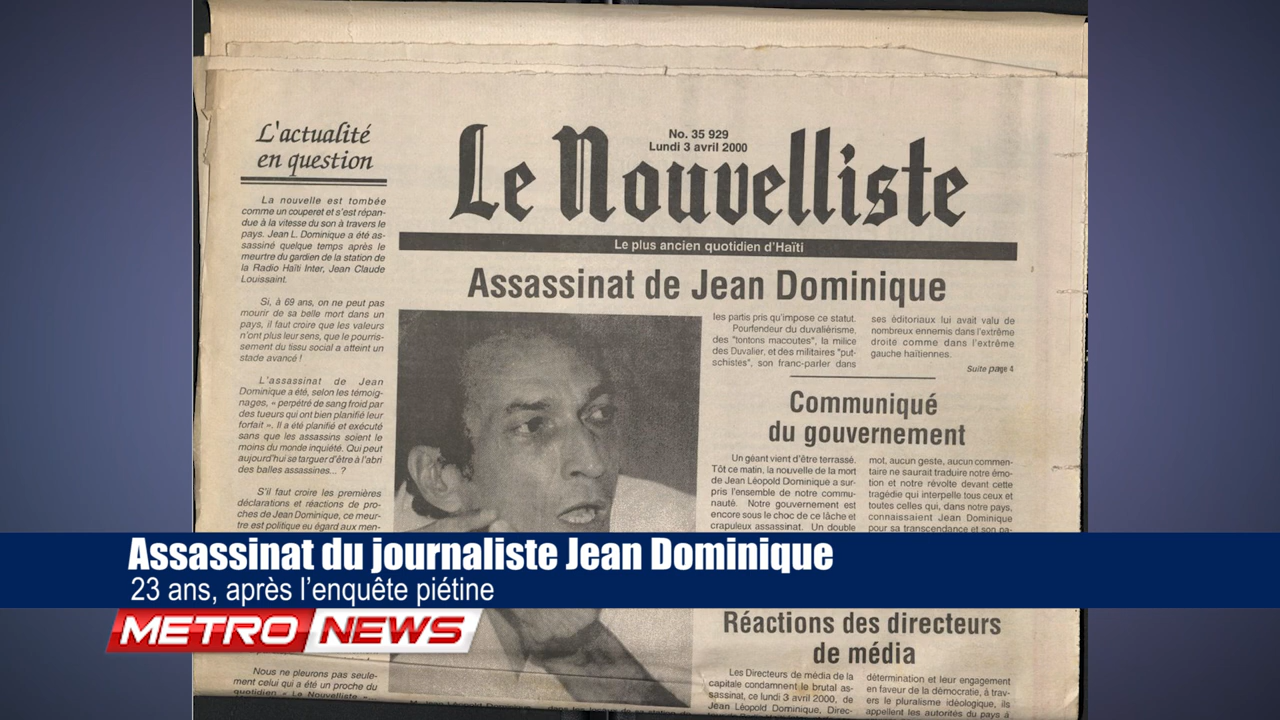 L'actualité
en question
La nouvelle est tombée
comme un couperet et s'est répan-
due à la vitesse du son à travers le
pays. Jean L. Dominique a été as-
sassiné quelque temps après le
meurtre du gardien de la station de
la Radio Haïti Inter, Jean Claude
Louissaint.
Si, à 69 ans, on ne peut pas
mourir de sa belle mort dans un
pays, il faut croire que les valeurs
n'ont plus leur sens, que le pourris-
sement du tissu social a atteint un
stade avancé !
L'assassinat de Jean
Dominique a été, selon les témoig-
nages, « perpétré de sang froid par
des tueurs qui ont bien planifié leur
forfait ». Il a été planifié et exécuté
sans que les assassins soient le
moins du monde inquiété. Qui peut
aujourd'hui se targuer d'être à l'abri
des balles assassines... ?
S'il faut croire les premières
déclarations et réactions de pro-
ches de Jean Dominique, ce meur-
tre est politique eu égard aux men-
Nous ne pleurons pas seule-
ment celui qui a été un proche du
quotidien « Le Nouvelliste »
No. 35 929
Lundi 3 avril 2000
Le Nouvelliste
Le plus ancien quotidien d'Haïti
Assassinat de Jean Dominique
les partis pris qu'impose ce statut.
Pourfendeur du duvaliérisme,
des "tontons macoutes", la milice
des Duvalier, et des militaires "put-
schistes", son franc-parler dans
ses éditoriaux lui avait valu de
nombreux ennemis dans l'extrême
droite comme dans l'extrême
gauche haïtiennes.
Suite page 4
Communiqué
du gouvernement
Un géant vient d'être terrassé.
Tôt ce matin, la nouvelle de la mort
de Jean Léopold Dominique a sur-
pris l'ensemble de notre commu-
nauté. Notre gouvernement est
encore sous le choc de ce lâche et
crapuleux assassinat. Un double
mot, aucun geste, aucun commen-
taire ne saurait traduire notre émo-
tion et notre révolte devant cette
tragédie qui interpelle tous ceux et
toutes celles qui, dans notre pays,
connaissaient Jean Dominique
pour sa transcendance et son pa-
Assassinat du journaliste Jean Dominique
23 ans, après l'enquête piétine
METRO NEWS
Réactions des directeurs
de média
Les Directeurs de média de la
capitale condamnent le brutal as-
sassinat, ce lundi 3 avril 2000, de
Jean Léopold Dominique, Direc-
détermination et leur engagement
en faveur de la démocratie, à trav-
ers le pluralisme idéologique, ils
appellent les autorités du pays à